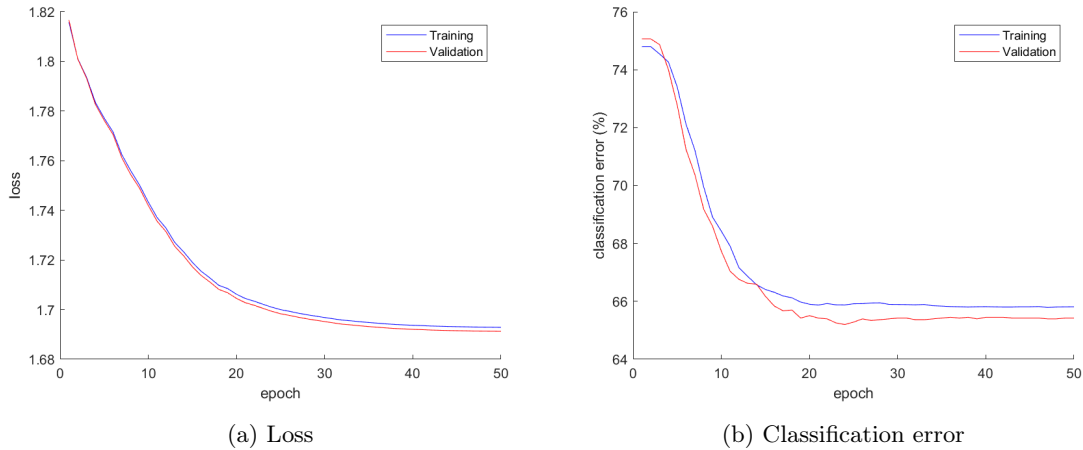 1.82
1.8
1.78
1.76
1.74
1.72
1.7
1.68
loss
0 10 20 30 40 50
epoch
Training
Validation
(a) Loss
76
74
72
70
68
66
64
classification error (%)
0 10 20 30 40 50
epoch
Training
Validation
(b) Classification error